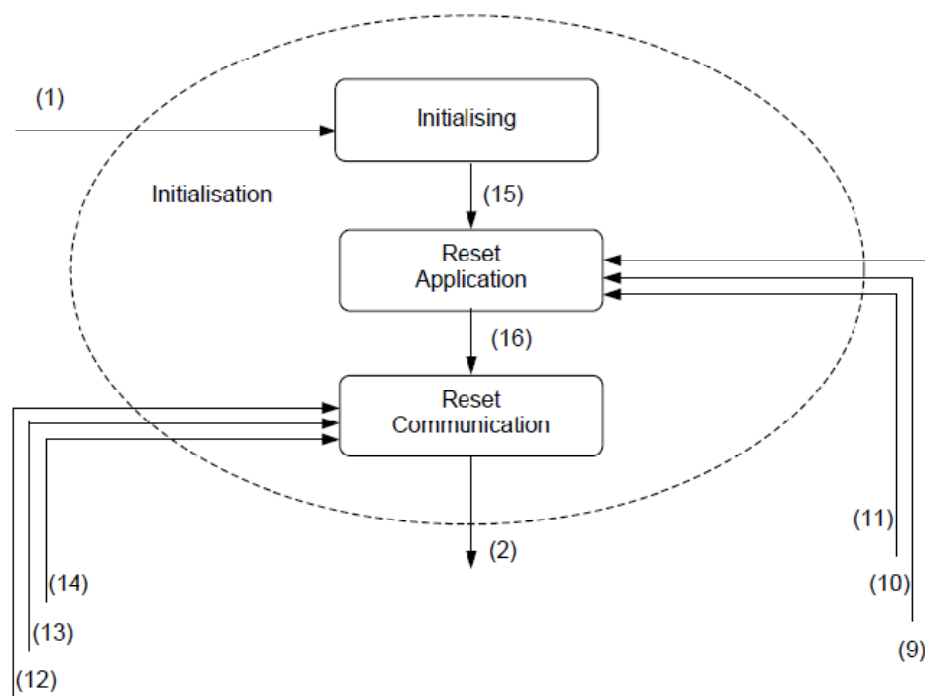 (1)
Initialising
Initialisation
(15)
Reset
Application
(16)
Reset
Communication
(2)
(11)
(14)
(10)
(13)
(9)
(12)